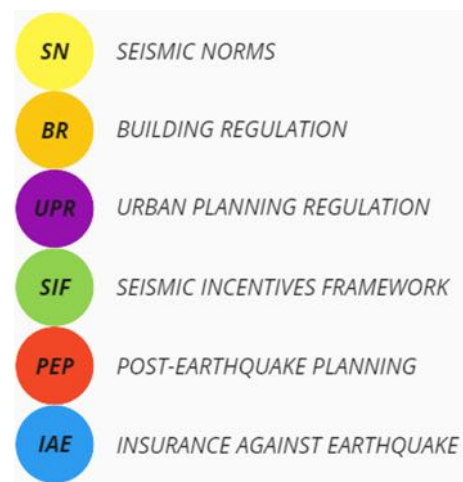 SN SEISMIC NORMS
BR BUILDING REGULATION
UPR URBAN PLANNING REGULATION
SIF SEISMIC INCENTIVES FRAMEWORK
PEP POST-EARTHQUAKE PLANNING
IAE INSURANCE AGAINST EARTHQUAKE